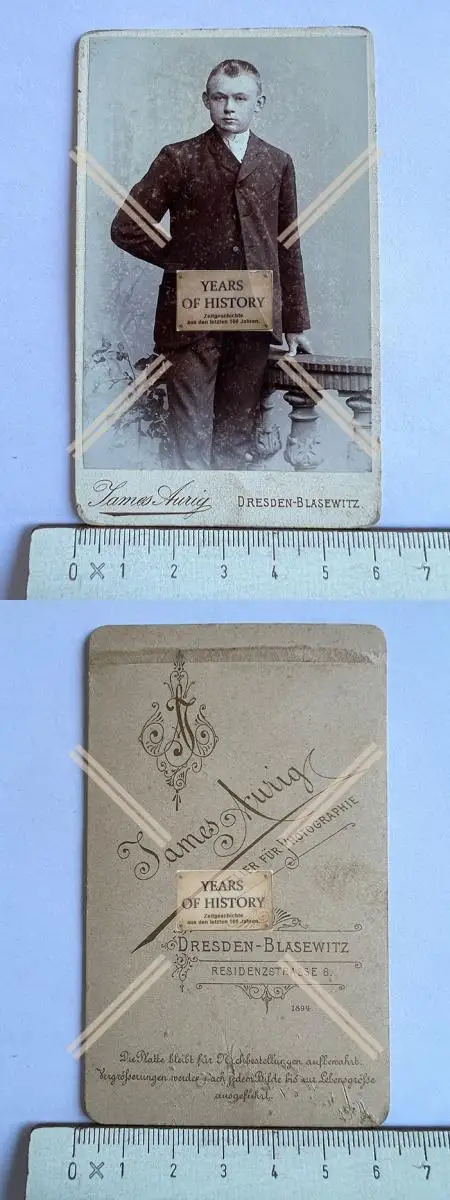 YEARS
OF HISTORY
Zeitgeschichte
aus den letzten 100 Jahren.
James Aurig
DRESDEN-BLASEWITZ.
0 1 2 3 4 5 6 7
James Aurig
FÜR PHOTOGRAPHIE
YEARS
OF HISTORY
Zeitgeschichte
aus den letzten 100 Jahren.
DRESDEN-BLASEWITZ
RESIDENZSTRASSE 8.
1894
Die Platte bleibt für Nachbestellungen aufbewahrt.
Vergrösserungen werden nach jedem Bilde bis zur Lebensgrösse
ausgeführt.
0 1 2 3 4 5 6 7